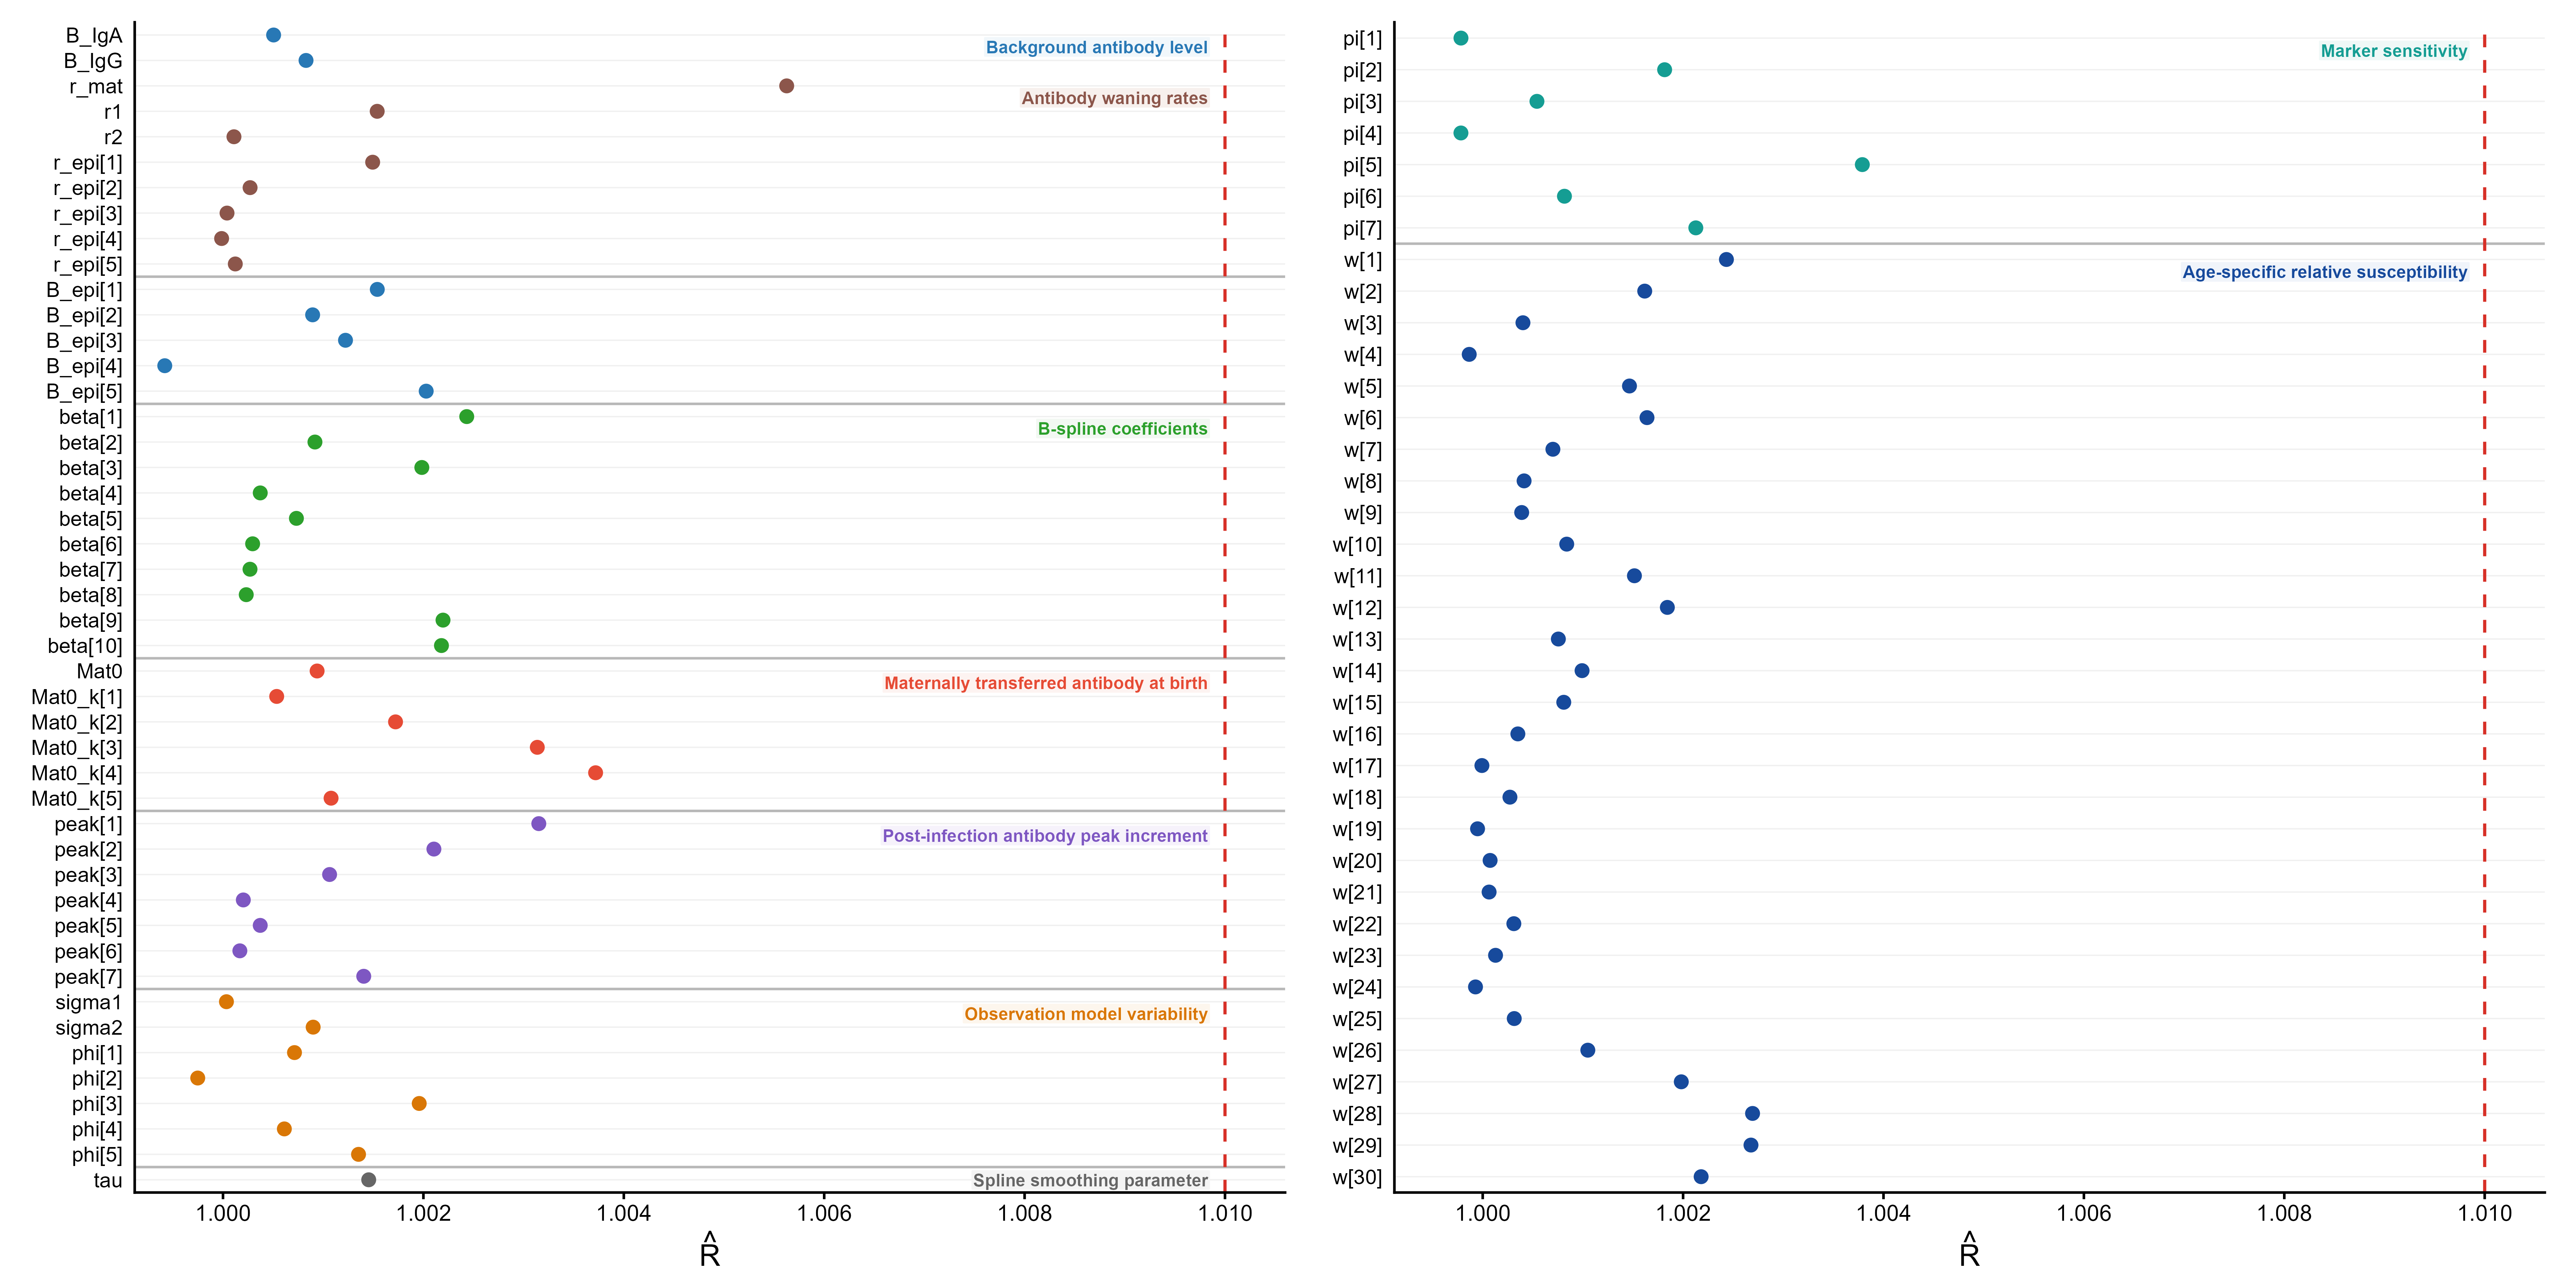 B_IgA
B_IgG
r_mat
r1
r2
r_epi[1]
r_epi[2]
r_epi[3]
r_epi[4]
r_epi[5]
B_epi[1]
B_epi[2]
B_epi[3]
B_epi[4]
B_epi[5]
beta[1]
beta[2]
beta[3]
beta[4]
beta[5]
beta[6]
beta[7]
beta[8]
beta[9]
beta[10]
Mat0
Mat0_k[1]
Mat0_k[2]
Mat0_k[3]
Mat0_k[4]
Mat0_k[5]
peak[1]
peak[2]
peak[3]
peak[4]
peak[5]
peak[6]
peak[7]
sigma1
sigma2
phi[1]
phi[2]
phi[3]
phi[4]
phi[5]
tau
Background antibody level
Antibody waning rates
B-spline coefficients
Maternally transferred antibody at birth
Post-infection antibody peak increment
Observation model variability
Spline smoothing parameter
1.000 1.002 1.004 1.006 1.008 1.010
R̂
pi[1]
pi[2]
pi[3]
pi[4]
pi[5]
pi[6]
pi[7]
w[1]
w[2]
w[3]
w[4]
w[5]
w[6]
w[7]
w[8]
w[9]
w[10]
w[11]
w[12]
w[13]
w[14]
w[15]
w[16]
w[17]
w[18]
w[19]
w[20]
w[21]
w[22]
w[23]
w[24]
w[25]
w[26]
w[27]
w[28]
w[29]
w[30]
Marker sensitivity
Age-specific relative susceptibility
1.000 1.002 1.004 1.006 1.008 1.010
R̂